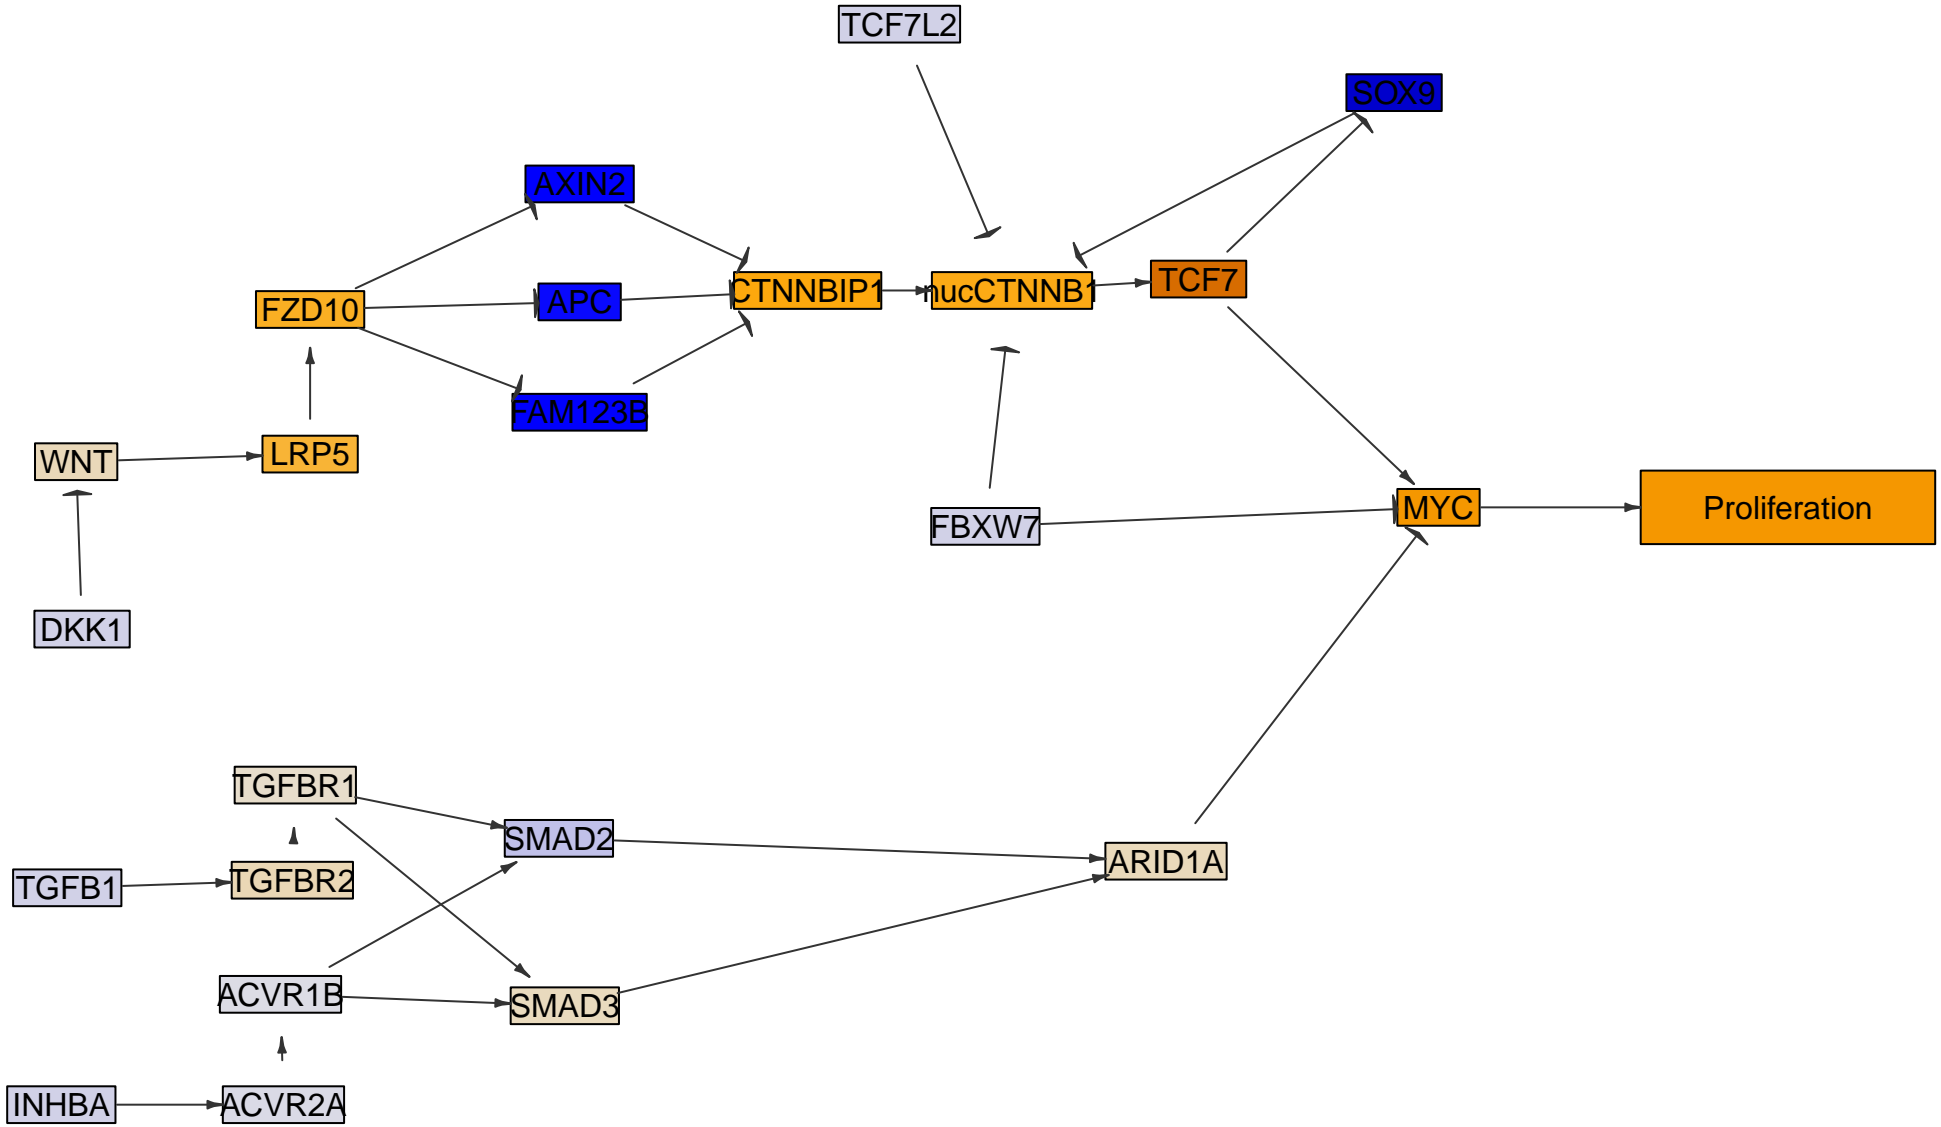 TCF7L2
SOX9
AXIN2
CTNNBIP1
nucCTNNB1
TCF7
APC
FZD10
FAM123B
WNT
LRP5
MYC
Proliferation
FBXW7
DKK1
TGFBR1
SMAD2
ARID1A
TGFB1
TGFBR2
ACVR1B
SMAD3
INHBA
ACVR2A